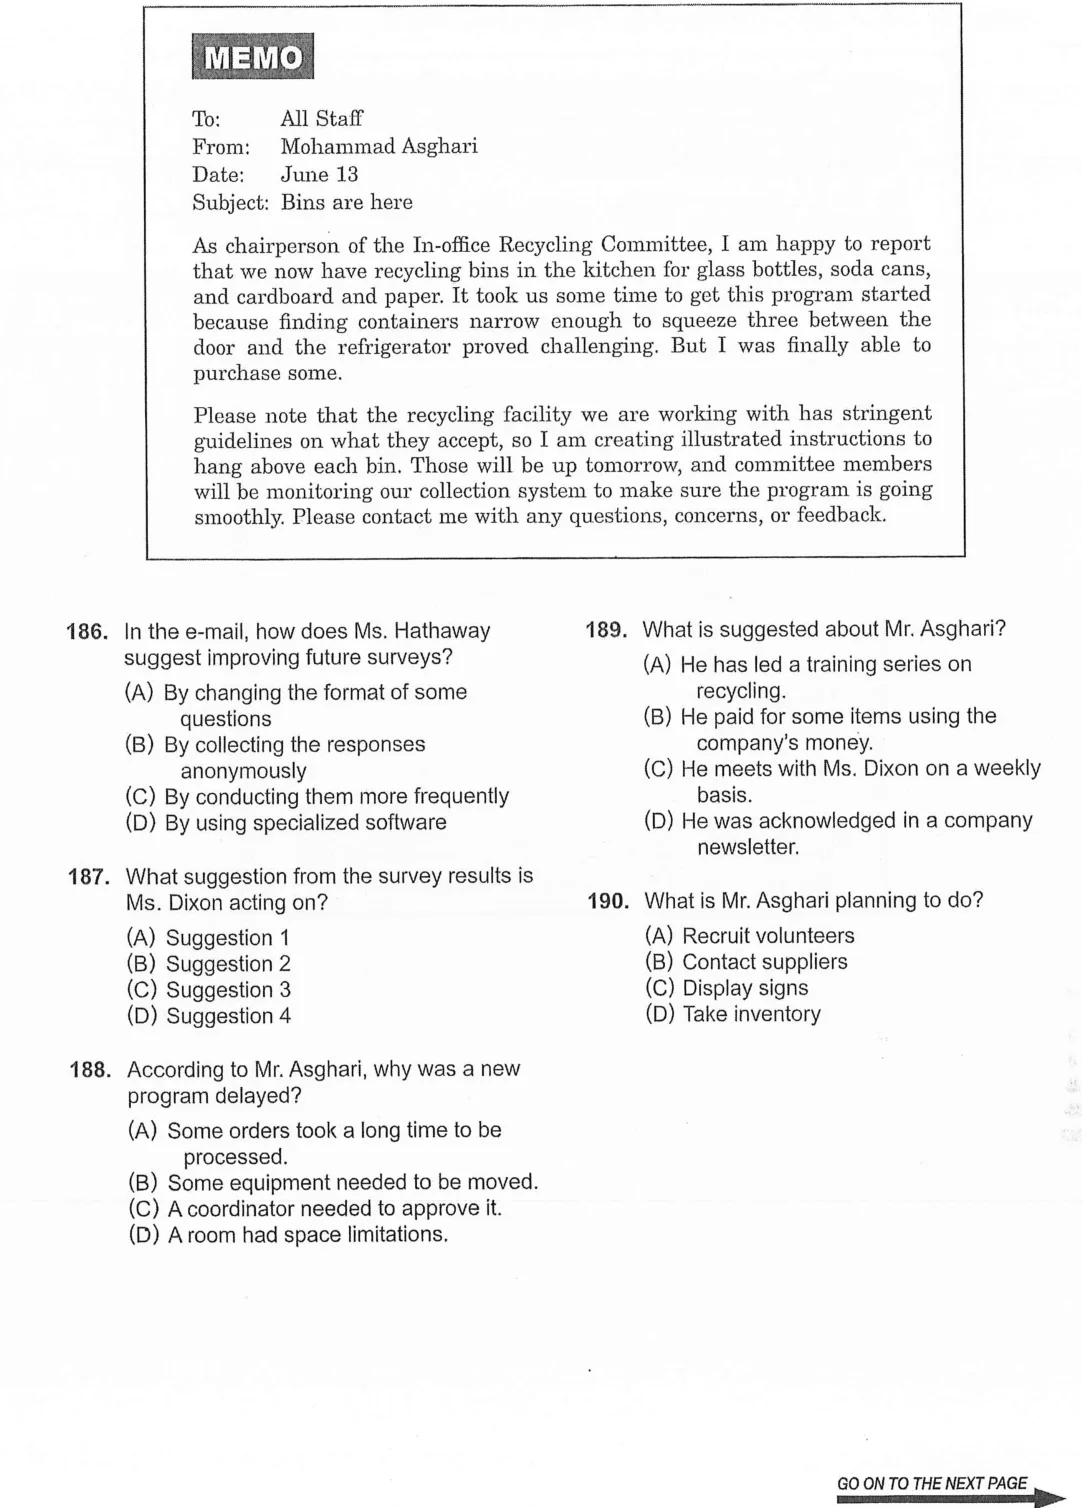 MEMO
To: All Staff
From: Mohammad Asghari
Date: June 13
Subject: Bins are here
As chairperson of the In-office Recycling Committee, I am happy to report
that we now have recycling bins in the kitchen for glass bottles, soda cans,
and cardboard and paper. It took us some time to get this program started
because finding containers narrow enough to squeeze three between the
door and the refrigerator proved challenging. But I was finally able to
purchase some.
Please note that the recycling facility we are working with has stringent
guidelines on what they accept, so I am creating illustrated instructions to
hang above each bin. Those will be up tomorrow, and committee members
will be monitoring our collection system to make sure the program is going
smoothly. Please contact me with any questions, concerns, or feedback.
186. In the e-mail, how does Ms. Hathaway
suggest improving future surveys?
(A) By changing the format of some
questions
(B) By collecting the responses
anonymously
(C) By conducting them more frequently
(D) By using specialized software
187. What suggestion from the survey results is
Ms. Dixon acting on?
(A) Suggestion 1
(B) Suggestion 2
(C) Suggestion 3
(D) Suggestion 4
188. According to Mr. Asghari, why was a new
program delayed?
(A) Some orders took a long time to be
processed.
(B) Some equipment needed to be moved.
(C) A coordinator needed to approve it.
(D) A room had space limitations.
189. What is suggested about Mr. Asghari?
(A) He has led a training series on
recycling.
(B) He paid for some items using the
company's money.
(C) He meets with Ms. Dixon on a weekly
basis.
(D) He was acknowledged in a company
newsletter.
190. What is Mr. Asghari planning to do?
(A) Recruit volunteers
(B) Contact suppliers
(C) Display signs
(D) Take inventory
GO ON TO THE NEXT PAGE